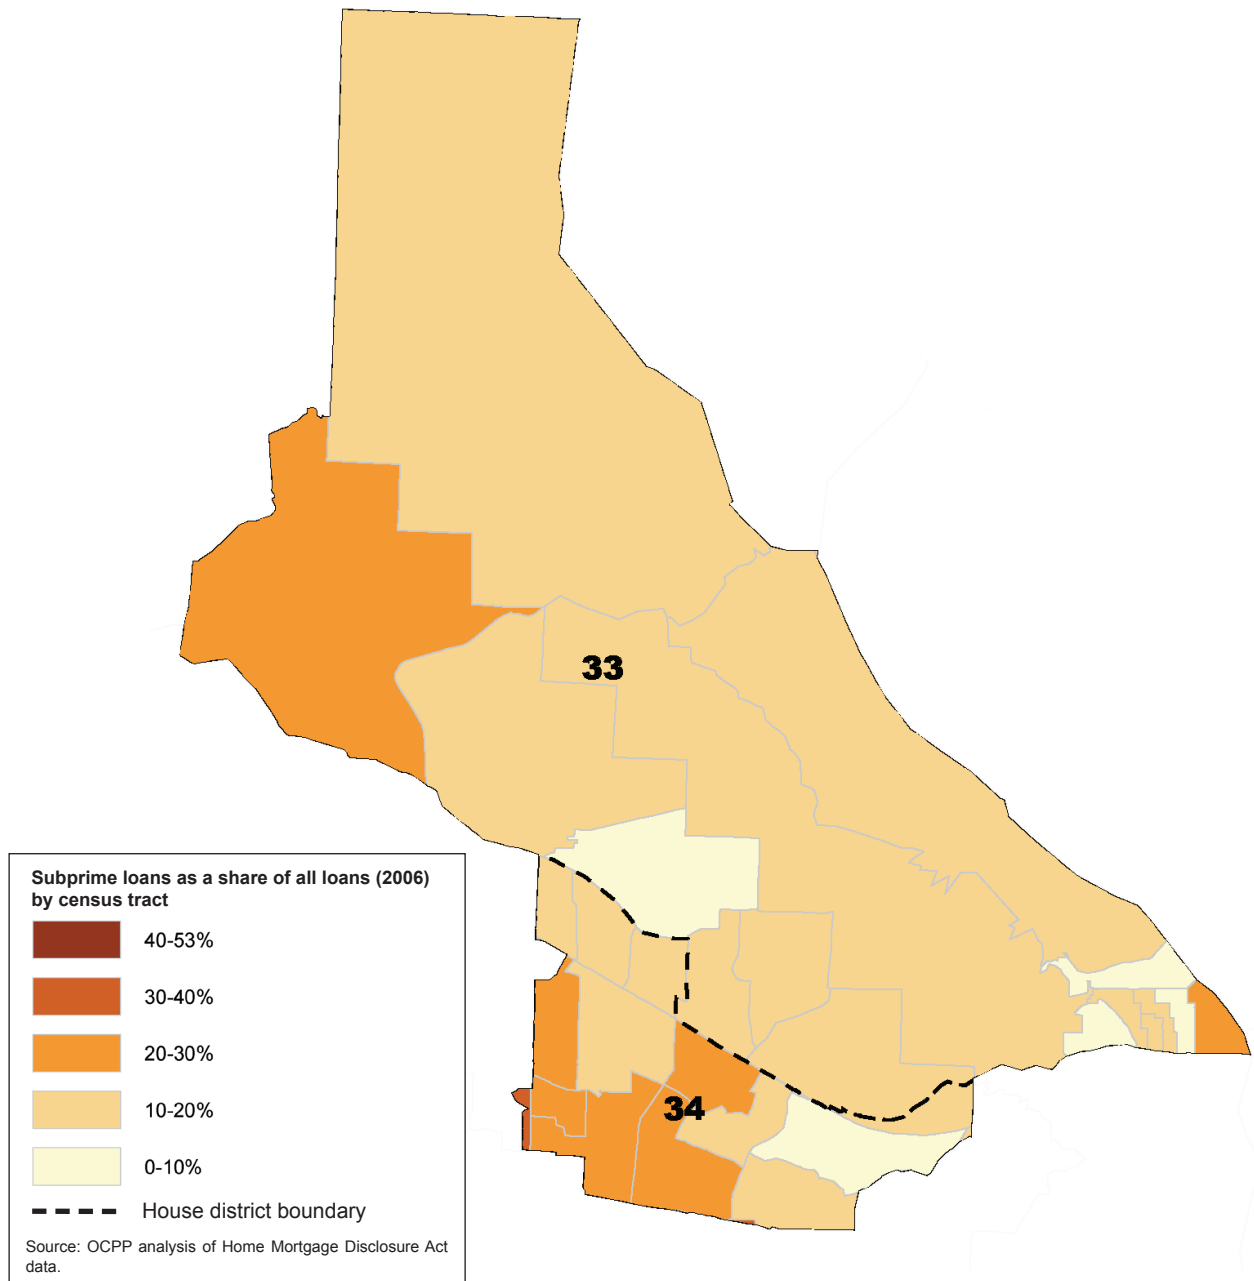 33
34
Subprime loans as a share of all loans (2006)
by census tract
40-53%
30-40%
20-30%
10-20%
0-10%
House district boundary
Source: OCPP analysis of Home Mortgage Disclosure Act
data.